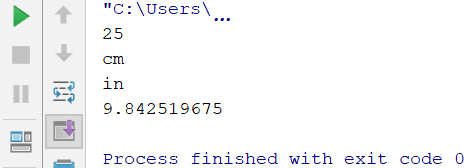 "C:\Users\...
25
cm
in
9.842519675
Process finished with exit code 0